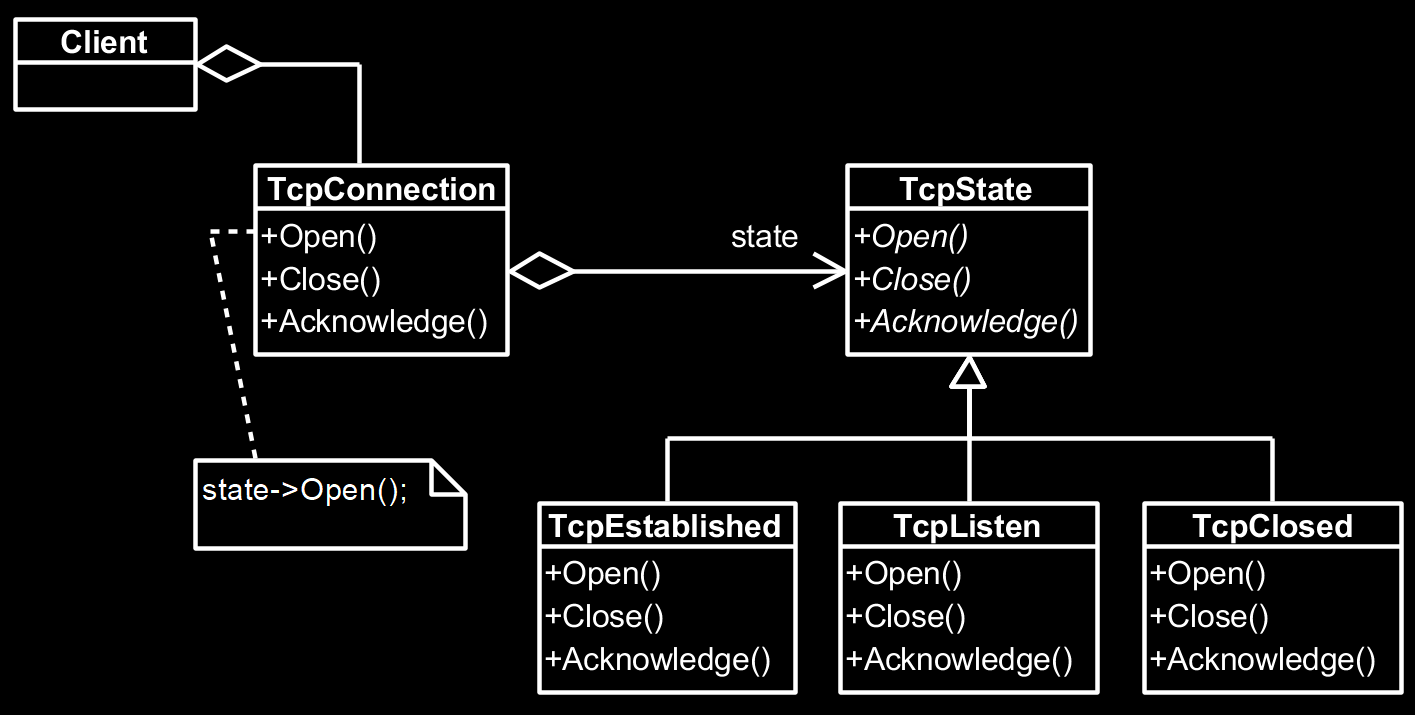 Client
TcpConnection
+Open()
+Close()
+Acknowledge()
state
TcpState
+Open()
+Close()
+Acknowledge()
state->Open();
TcpEstablished
+Open()
+Close()
+Acknowledge()
TcpListen
+Open()
+Close()
+Acknowledge()
TcpClosed
+Open()
+Close()
+Acknowledge()